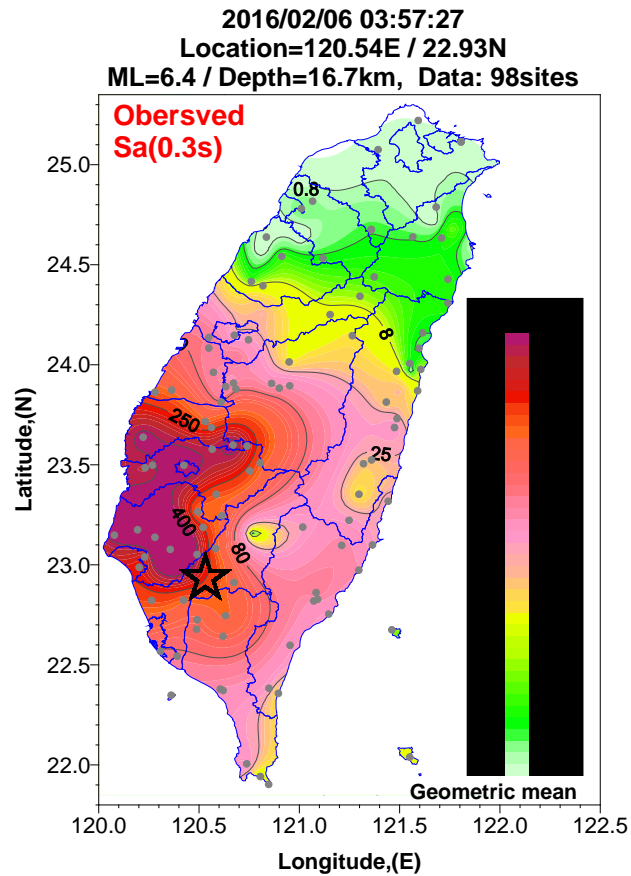 2016/02/06 03:57:27
Location=120.54E / 22.93N
ML=6.4 / Depth=16.7km, Data: 98sites
Obersved
Sa(0.3s)
25.0
0.8
24.5
8
24.0
250
25
23.5
400
80
23.0
22.5
22.0
Geometric mean
120.0 120.5 121.0 121.5 122.0 122.5
Latitude,(N)
Longitude,(E)